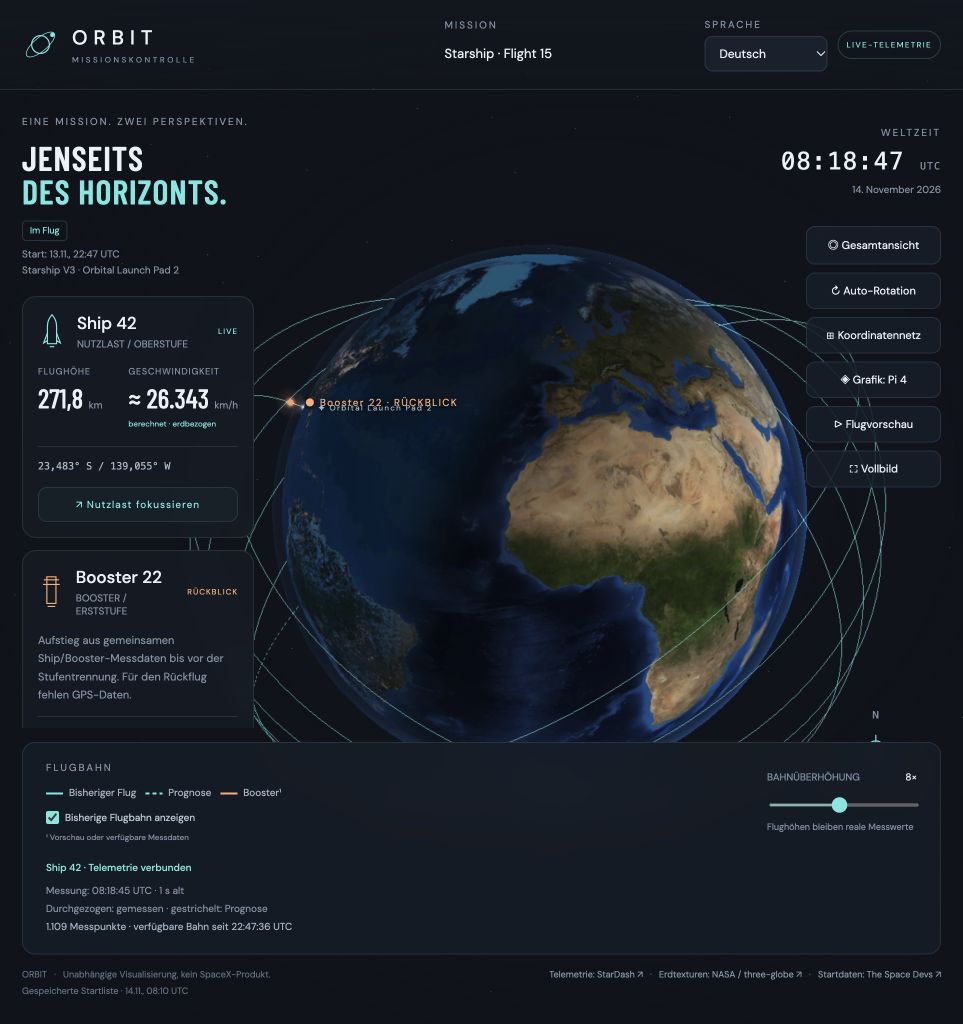 ORBIT
MISSIONSKONTROLLE
MISSION
Starship · Flight 15
SPRACHE
Deutsch
LIVE-TELEMETRIE
EINE MISSION. ZWEI PERSPEKTIVEN.
JENSEITS
DES HORIZONTS.
Im Flug
Start: 13.11., 22:47 UTC
Starship V3 · Orbital Launch Pad 2
WELTZEIT
08:18:47 UTC
14. November 2026
◎ Gesamtansicht
↻ Auto-Rotation
⊞ Koordinatennetz
◈ Grafik: Pi 4
▷ Flugvorschau
⛶ Vollbild
Ship 42
NUTZLAST / OBERSTUFE
LIVE
FLUGHÖHE
271,8 km
GESCHWINDIGKEIT
≈ 26.343 km/h
berechnet · erdbezogen
23,483° S / 139,055° W
↗ Nutzlast fokussieren
Booster 22 · RÜCKBLICK
✦ Orbital Launch Pad 2
Booster 22
BOOSTER /
ERSTSTUFE
RÜCKBLICK
Aufstieg aus gemeinsamen
Ship/Booster-Messdaten bis vor der
Stufentrennung. Für den Rückflug
fehlen GPS-Daten.
N
FLUGBAHN
Bisheriger Flug
Prognose
Booster¹
Bisherige Flugbahn anzeigen
¹ Vorschau oder verfügbare Messdaten
Ship 42 · Telemetrie verbunden
Messung: 08:18:45 UTC · 1 s alt
Durchgezogen: gemessen · gestrichelt: Prognose
1.109 Messpunkte · verfügbare Bahn seit 22:47:36 UTC
BAHNÜBERHÖHUNG 8×
Flughöhen bleiben reale Messwerte
ORBIT · Unabhängige Visualisierung, kein SpaceX-Produkt.
Gespeicherte Startliste · 14.11., 08:10 UTC
Telemetrie: StarDash ↗ · Erdtexturen: NASA / three-globe ↗ · Startdaten: The Space Devs ↗